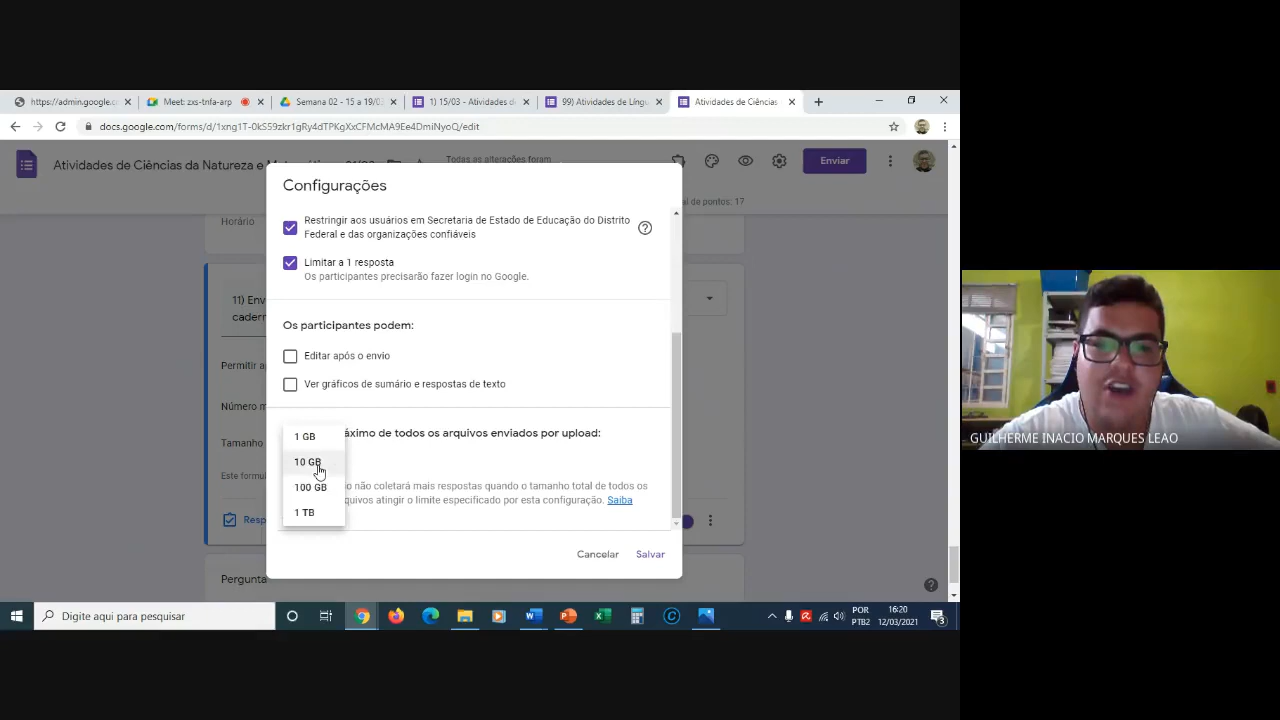 https://admin.google.c
Meet: zxs-tnfa-arp
Semana 02 - 15 a 19/03
1) 15/03 - Atividades de
99) Atividades de Língu
Atividades de Ciências
docs.google.com/forms/d/1xng1T-0kS59zkr1gRy4dTPKgXxCFMcMA9Ee4DmiNyoQ/edit
Atividades de Ciências da Natureza e
Todas as alterações foram
Enviar
de pontos: 17
Configurações
Horário
Restringir aos usuários em Secretaria de Estado de Educação do Distrito
Federal e das organizações confiáveis
Limitar a 1 resposta
Os participantes precisarão fazer login no Google.
11) Env
cadern
Os participantes podem:
Editar após o envio
Permitir a
Ver gráficos de sumário e respostas de texto
Número m
áximo de todos os arquivos enviados por upload:
Tamanho
1 GB
10 GB
100 GB
1 TB
Este formul
o não coletará mais respostas quando o tamanho total de todos os
quivos atingir o limite especificado por esta configuração. Saiba
Resp
Cancelar
Salvar
Pergunta
Digite aqui para pesquisar
POR
PTB2
16:20
12/03/2021
3
GUILHERME INACIO MARQUES LEAO